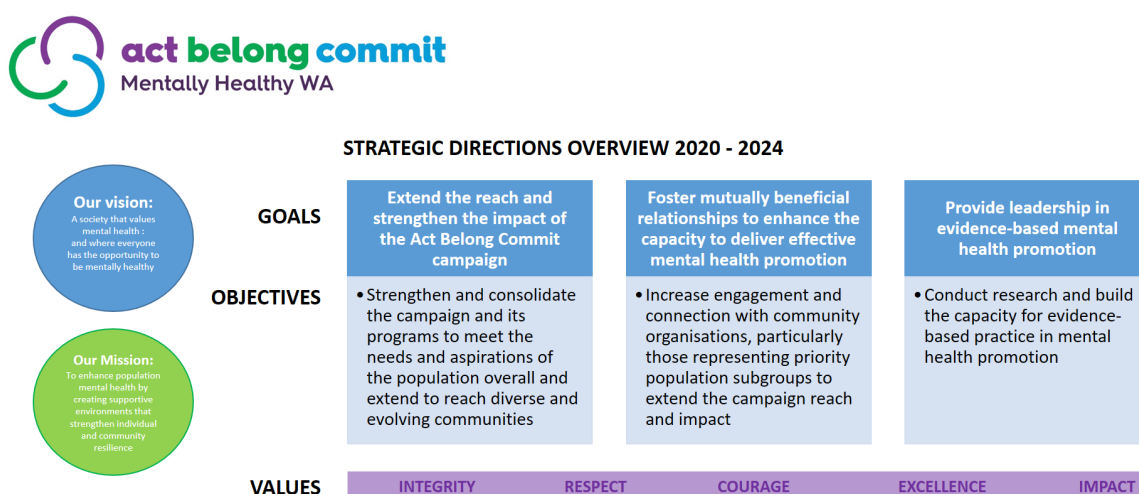 act belong commit
Mentally Healthy WA
STRATEGIC DIRECTIONS OVERVIEW 2020 - 2024
Our vision:
A society that values
mental health :
and where everyone
has the opportunity to
be mentally healthy
Our Mission:
To enhance population
mental health by
creating supportive
environments that
strengthen individual
and community
resilience
GOALS
Extend the reach and
strengthen the impact of
the Act Belong Commit
campaign
Foster mutually beneficial
relationships to enhance the
capacity to deliver effective
mental health promotion
Provide leadership in
evidence-based mental
health promotion
OBJECTIVES
• Strengthen and consolidate
the campaign and its
programs to meet the
needs and aspirations of
the population overall and
extend to reach diverse and
evolving communities
• Increase engagement and
connection with community
organisations, particularly
those representing priority
population subgroups to
extend the campaign reach
and impact
• Conduct research and build
the capacity for evidence-
based practice in mental
health promotion
VALUES
INTEGRITY RESPECT COURAGE EXCELLENCE IMPACT